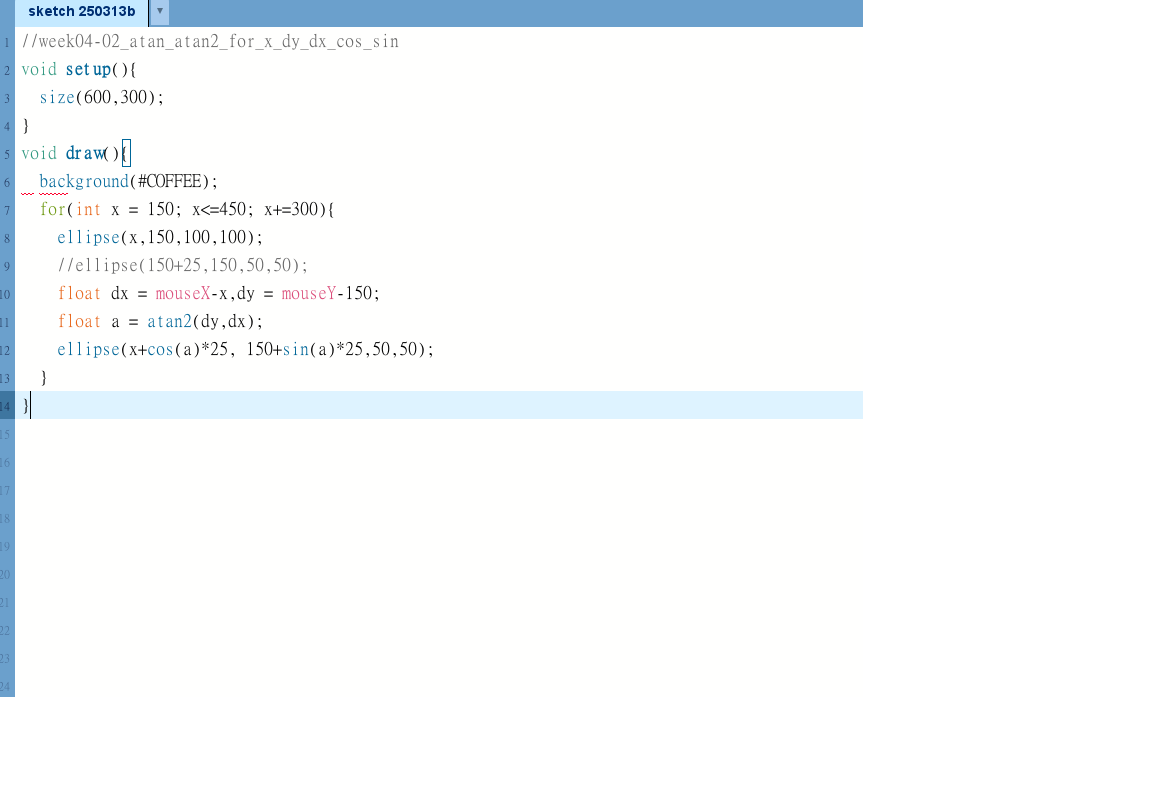 sketch 250313b ▼
1 //week04-02_atan_atan2_for_x_dy_dx_cos_sin
2 void setup(){
3   size(600,300);
4 }
5 void draw(){
6   background(#C0FFEE);
7   for(int x = 150; x<=450; x+=300){
8     ellipse(x,150,100,100);
9     //ellipse(150+25,150,50,50);
10     float dx = mouseX-x,dy = mouseY-150;
11     float a = atan2(dy,dx);
12     ellipse(x+cos(a)*25, 150+sin(a)*25,50,50);
13   }
14 }
15
16
17
18
19
20
21
22
23
24